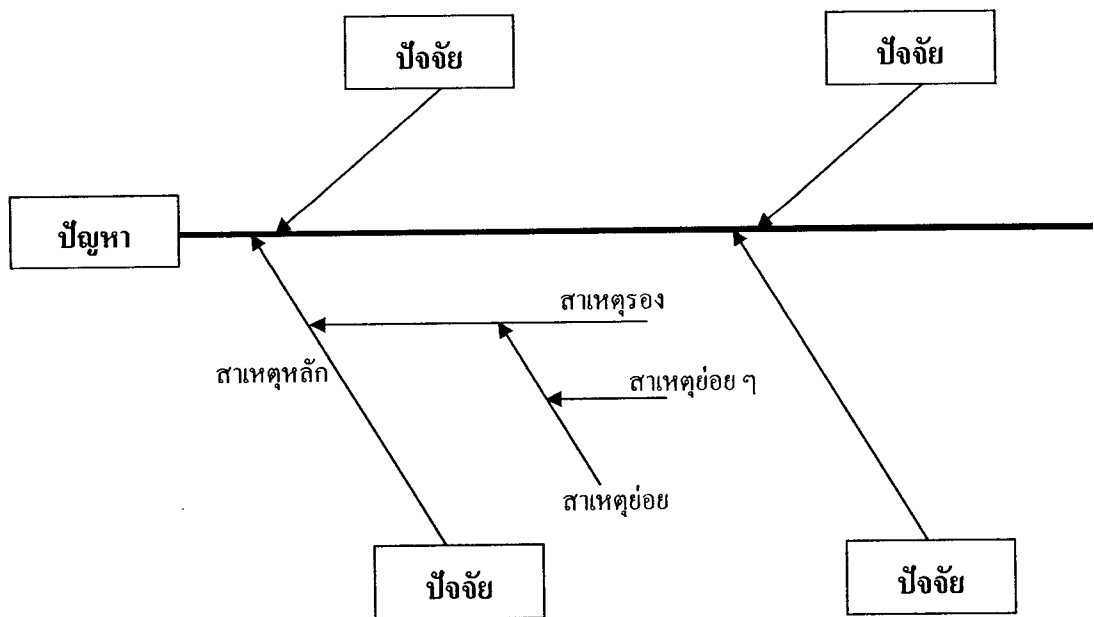 ปัจจัย
ปัจจัย
ปัญหา
สาเหตุรอง
สาเหตุหลัก
สาเหตุย่อย ๆ
สาเหตุย่อย
ปัจจัย
ปัจจัย